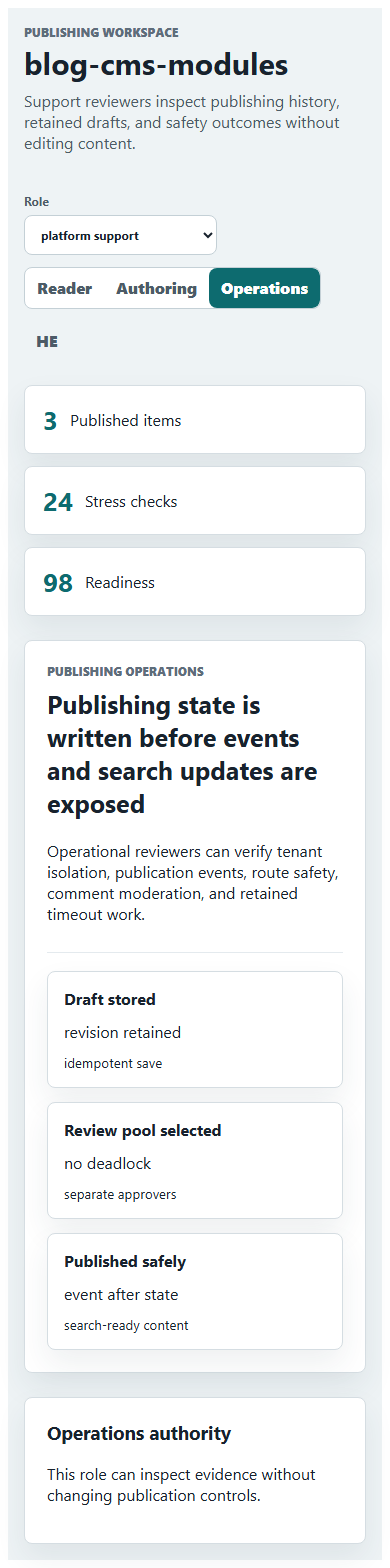 PUBLISHING WORKSPACE
blog-cms-modules
Support reviewers inspect publishing history,
retained drafts, and safety outcomes without
editing content.
Role
platform support
Reader Authoring Operations
HE
3 Published items
24 Stress checks
98 Readiness
PUBLISHING OPERATIONS
Publishing state is
written before events
and search updates are
exposed
Operational reviewers can verify tenant
isolation, publication events, route safety,
comment moderation, and retained
timeout work.
Draft stored
revision retained
idempotent save
Review pool selected
no deadlock
separate approvers
Published safely
event after state
search-ready content
Operations authority
This role can inspect evidence without
changing publication controls.